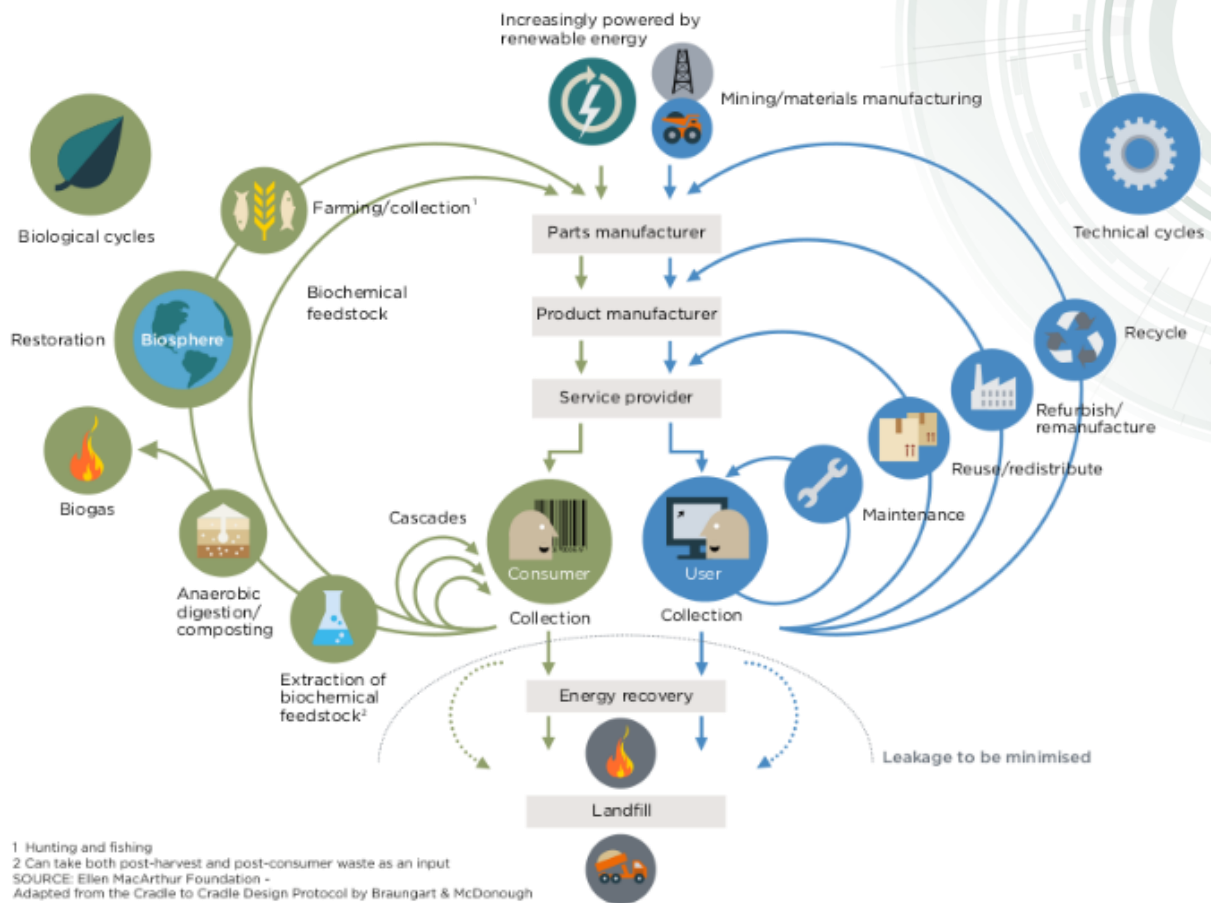 Increasingly powered by
renewable energy
Mining/materials manufacturing
Biological cycles
Farming/collection¹
Technical cycles
Parts manufacturer
Biochemical
feedstock
Product manufacturer
Restoration
Biosphere
Recycle
Service provider
Refurbish/
remanufacture
Reuse/redistribute
Biogas
Cascades
Maintenance
Consumer
User
Anaerobic
digestion/
composting
Collection
Collection
Extraction of
biochemical
feedstock²
Energy recovery
Leakage to be minimised
Landfill
1 Hunting and fishing
2 Can take both post-harvest and post-consumer waste as an input
SOURCE: Ellen MacArthur Foundation -
Adapted from the Cradle to Cradle Design Protocol by Braungart & McDonough